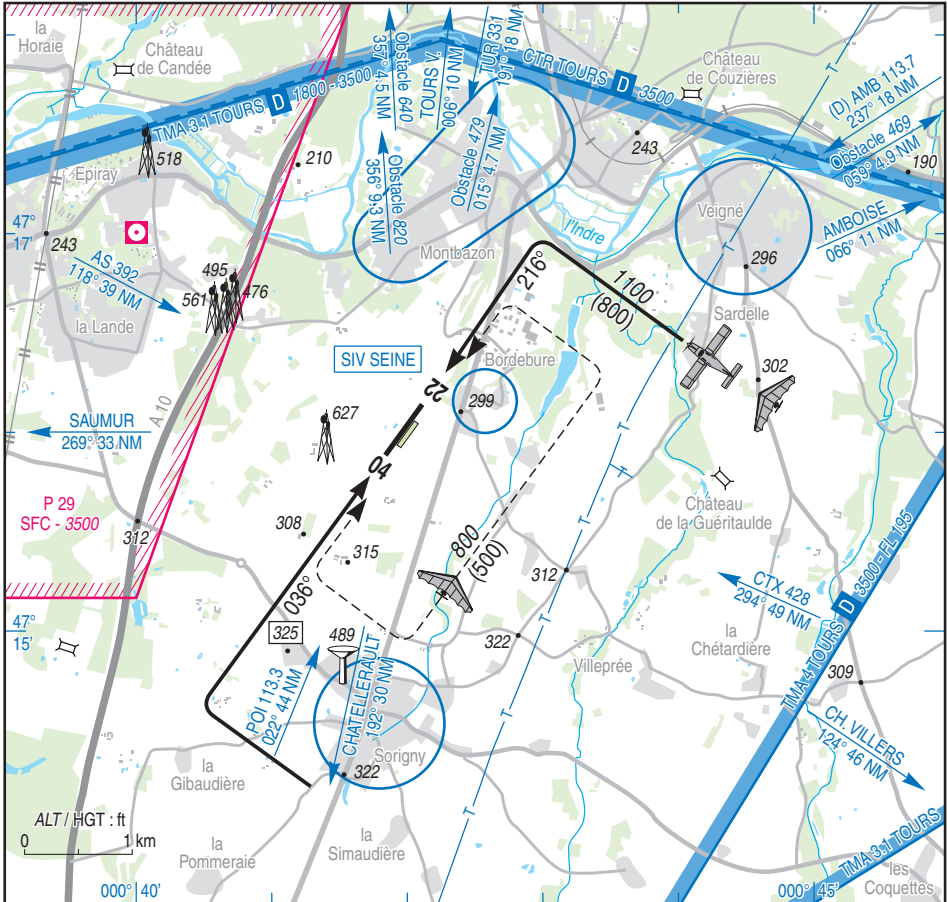 la
Horaie
Château
de Candée
Obstacle 640
357° 4.5 NM
TOURS V.
006° 10 NM
TUR 331
191° 18 NM
CTR TOURS D 3500
Château
de Couzières
(D) AMB 113,7
237° 18 NM
TMA 3.1 TOURS D 1800 - 3500
518
210
Obstacle 820
356° 9.3 NM
Obstacle 479
015° 4.7 NM
243
Obstacle 469
059° 4.9 NM
190
Epiray
47°
17'
243
Montbazon
l'Indre
Veigné
AMBOISE
066° 11 NM
AS 392
118° 39 NM
495
561
476
216°
1100
(800)
296
la Lande
Sardelle
SIV SEINE
Bordebure
302
22
299
A 10
SAUMUR
269° 33 NM
627
04
P 29
SFC - 3500
Château
de la Guéritaulde
312
308
315
800
(500)
312
TMA 4 TOURS D 3500 - FL 195
036°
CTX 428
294° 49 NM
47°
15'
325
489
322
la
Chétardière
POI 113.3
022° 44 NM
CHATELLERAULT
192° 30 NM
Villeprée
309
CH. VILLERS
124° 46 NM
Sorigny
la
Gibaudière
322
ALT / HGT : ft
0 1 km
la
Pommeraie
la
Simaudière
TMA 3.1 TOURS
les
Coquettes
000° 40'
000° 45'
T
T
T
T
T
T
T
T